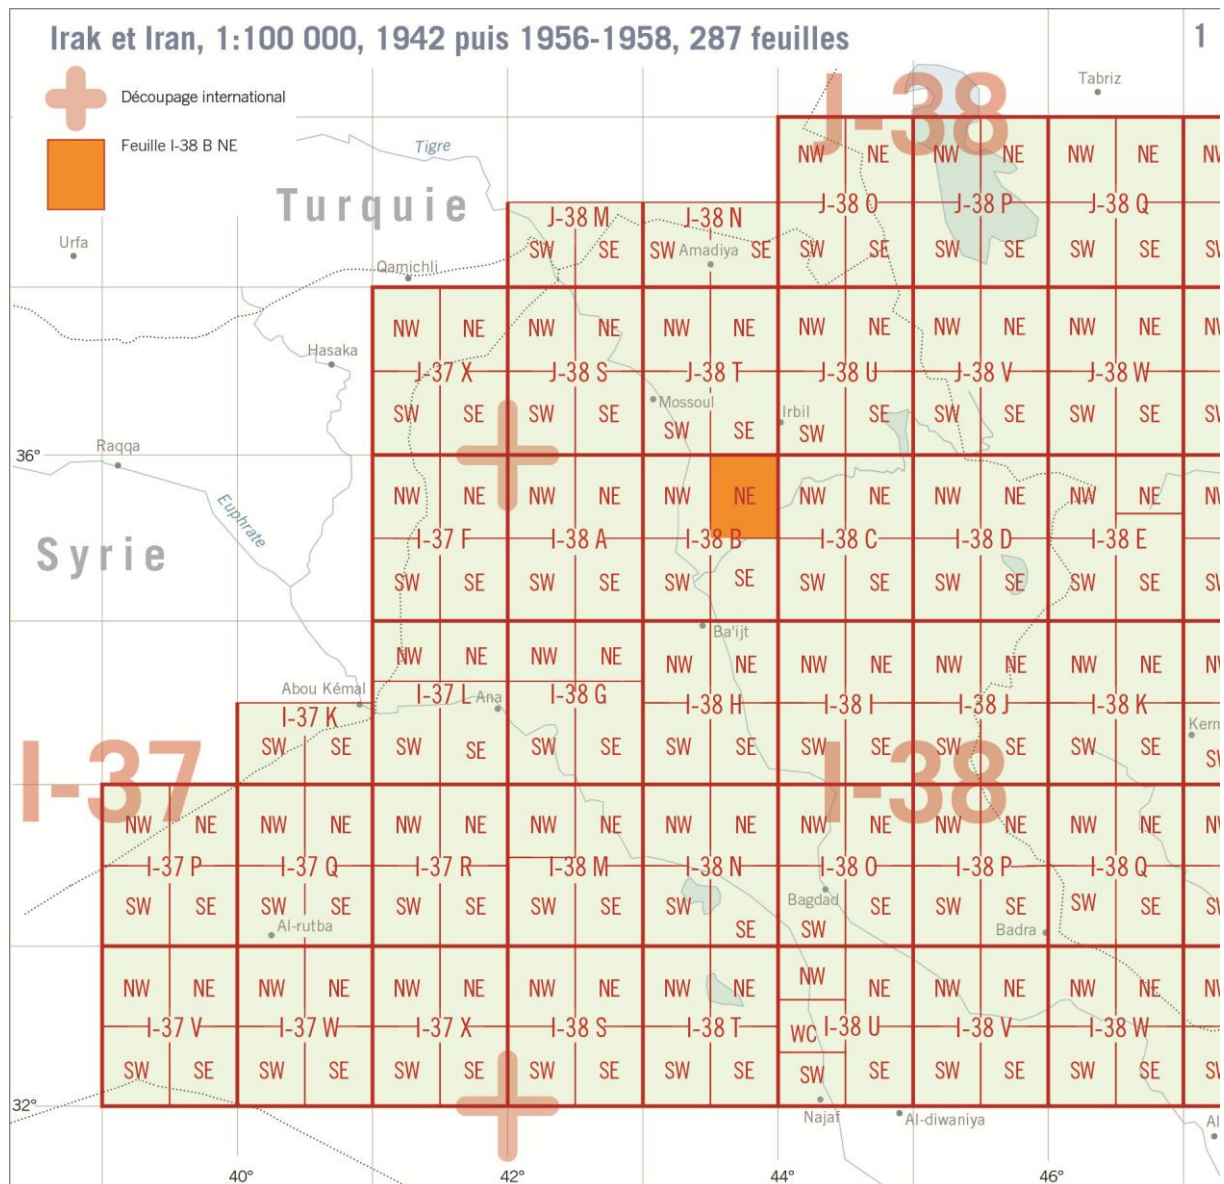 Irak et Iran, 1:100 000, 1942 puis 1956-1958, 287 feuilles
1
Découpage international
Feuille I-38 B NE
Tigre
Turquie
Syrie
Euphrate
J-38
Tabriz
Urfa
Qamichli
Amadiya
NW NE NW NE NW NE NW
J-38 M J-38 N J-38 O J-38 P J-38 Q
SW SE SW SE SW SE SW SE SW SE SW
Hasaka
NW NE NW NE NW NE NW NE NW NE NW NE NW
J-37 X J-38 S J-38 T J-38 U J-38 V J-38 W
Mossoul
Irbil
SW SE SW SE SW SE SW SE SW SE SW SE SW
Raqqa
36°
NW NE NW NE NW NE NW NE NW NE NW NE NW
I-37 F I-38 A I-38 B I-38 C I-38 D I-38 E
SW SE SW SE SW SE SW SE SW SE SW SE SW
Ba'ijt
NW NE NW NE NW NE NW NE NW NE NW NE NW
Abou Kémal
Ana
I-37 K I-37 L I-38 G I-38 H I-38 I I-38 J I-38 K
Kern
SW SE SW SE SW SE SW SE SW SE SW SE SW SE SW
I-37
I-38
NW NE NW NE NW NE NW NE NW NE NW NE NW NE NW NE NW
I-37 P I-37 Q I-37 R I-38 M I-38 N I-38 O I-38 P I-38 Q
Bagdad
SW SE SW SE SW SE SW SE SW SE SW SE SW SE SW SE SW
Al-rutba
Badra
NW NE NW NE NW NE NW NE NW NE NW NE NW NE NW NE NW
I-37 V I-37 W I-37 X I-38 S I-38 T WC I-38 U I-38 V I-38 W
SW SE SW SE SW SE SW SE SW SE SW SE SW SE SW SE SW
32°
Najaf
Al-diwaniya
Al
40° 42° 44° 46°